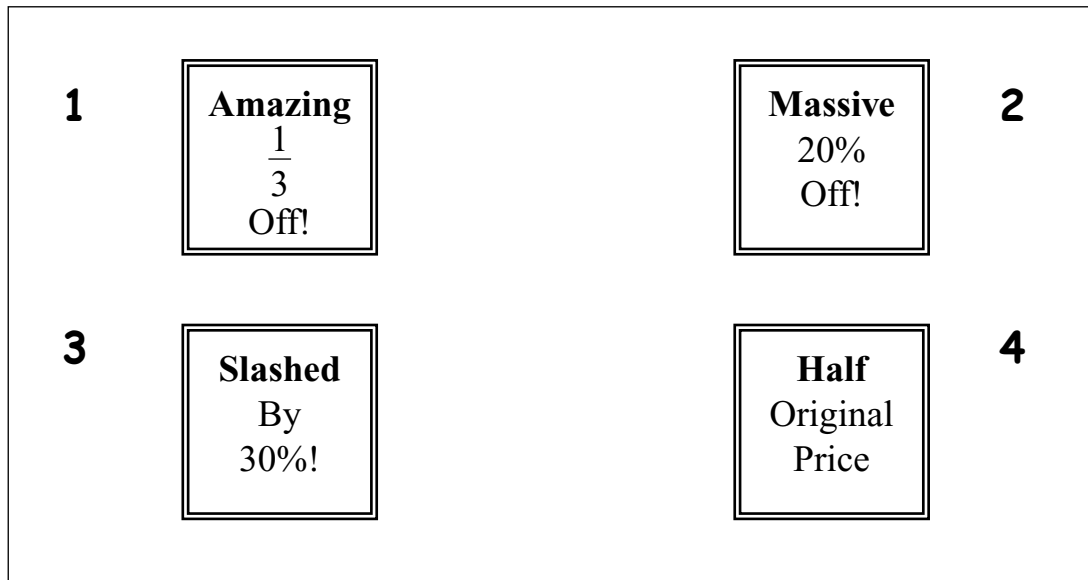 1
Amazing
1/3
Off!
Massive
20%
Off!
2
3
Slashed
By
30%!
Half
Original
Price
4